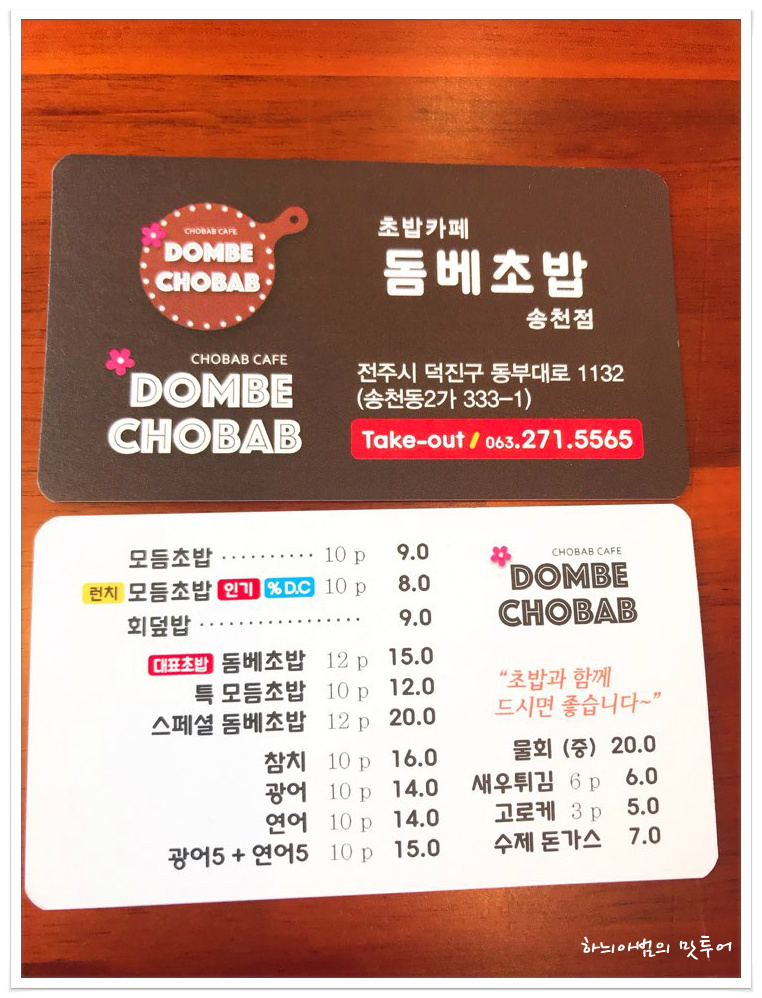 CHOBAB CAFE
DOMBE
CHOBAB
CHOBAB CAFE
DOMBE
CHOBAB
초밥카페
돔베초밥
송천점
전주시 덕진구 동부대로 1132
(송천동2가 333-1)
Take-out / 063.271.5565
모듬초밥 ·········· 10 p 9.0
런치 모듬초밥 인기 % D.C 10 p 8.0
회덮밥 ················· 9.0
대표초밥 돔베초밥 12 p 15.0
특 모듬초밥 10 p 12.0
스페셜 돔베초밥 12 p 20.0
참치 10 p 16.0
광어 10 p 14.0
연어 10 p 14.0
광어5 + 연어5 10 p 15.0
CHOBAB CAFE
DOMBE
CHOBAB
“초밥과 함께
드시면 좋습니다~”
물회 (중) 20.0
새우튀김 6 p 6.0
고로케 3 p 5.0
수제 돈가스 7.0
하늬아범의 맛투어